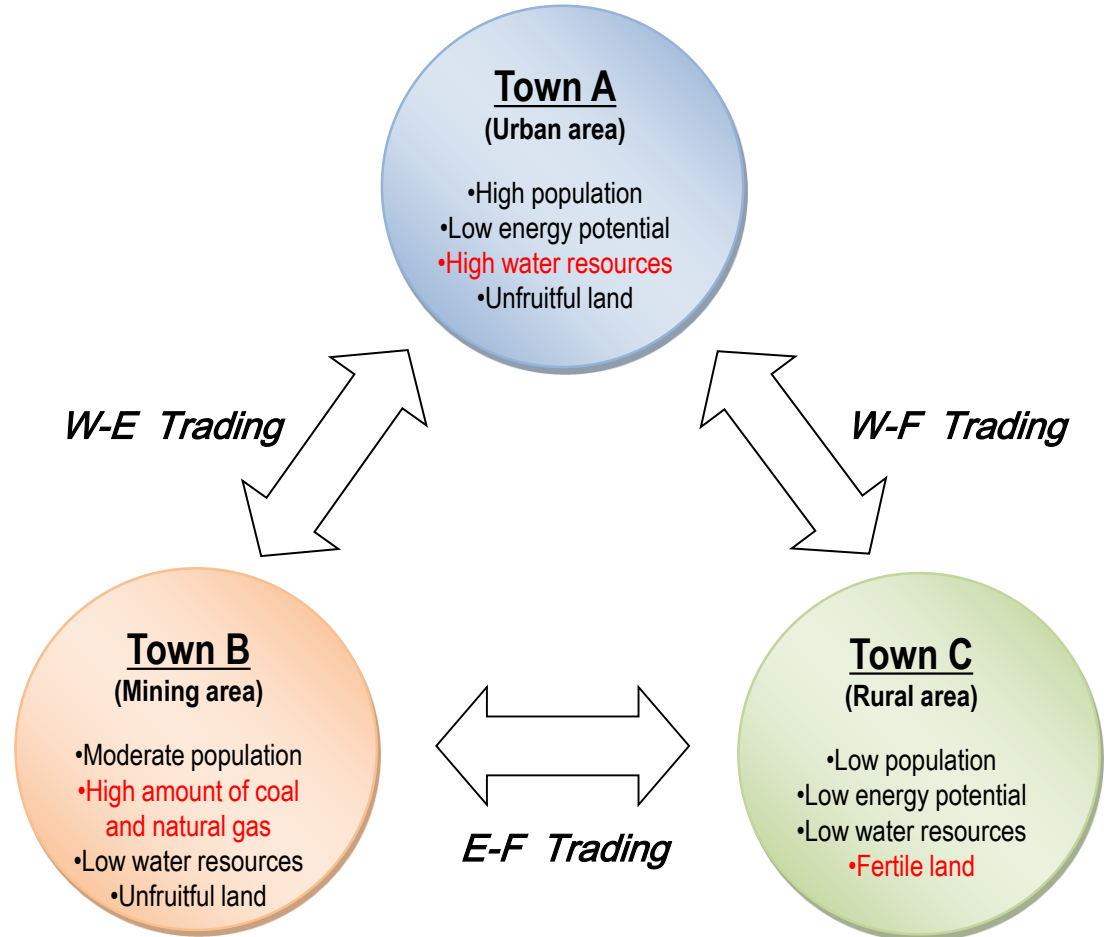 Town A
(Urban area)
•High population
•Low energy potential
•High water resources
•Unfruitful land
W-E Trading
W-F Trading
Town B
(Mining area)
•Moderate population
•High amount of coal
and natural gas
•Low water resources
•Unfruitful land
E-F Trading
Town C
(Rural area)
•Low population
•Low energy potential
•Low water resources
•Fertile land